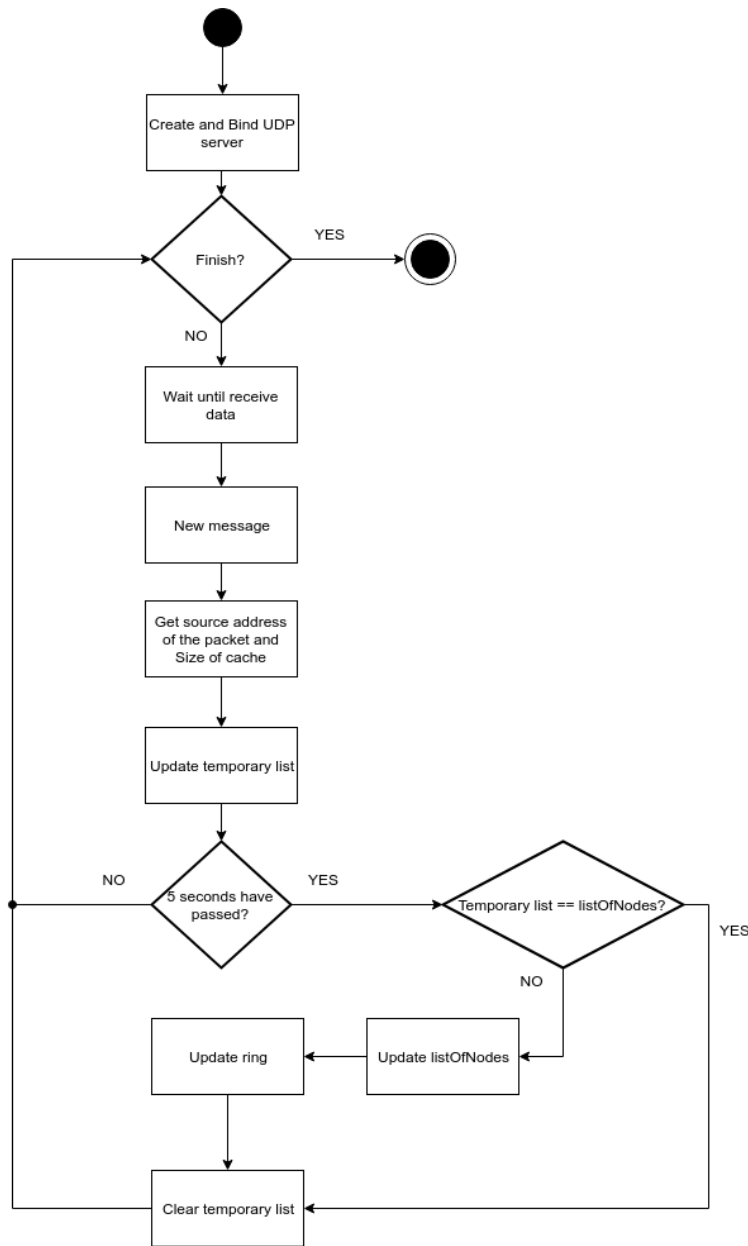 Create and Bind UDP
server
YES
Finish?
NO
Wait until receive
data
New message
Get source address
of the packet and
Size of cache
Update temporary list
NO
5 seconds have
passed?
YES
Temporary list == listOfNodes?
YES
NO
Update ring
Update listOfNodes
Clear temporary list